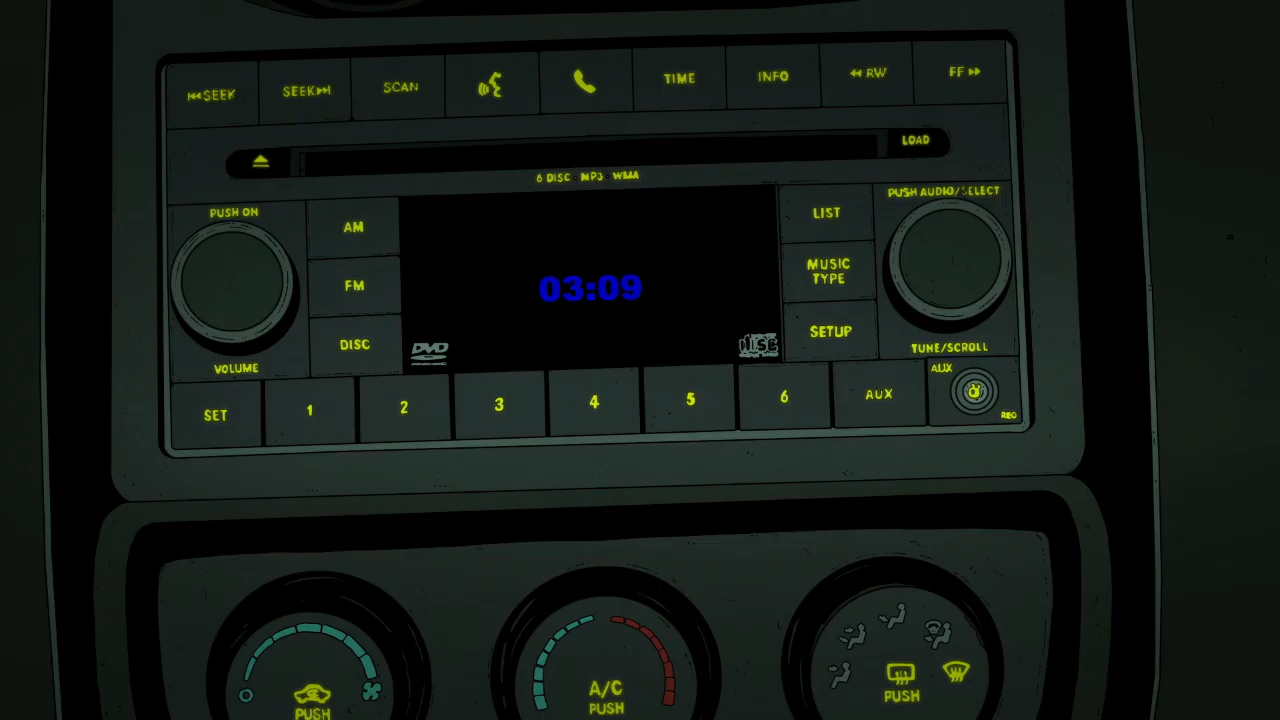 SEEK
SEEK
SCAN
TIME
INFO
RW
FF
LOAD
6 DISC MP3 WMA
PUSH ON
AM
LIST
PUSH AUDIO/SELECT
FM
03:09
MUSIC
TYPE
DISC
DVD
DISC
SETUP
VOLUME
TUNE/SCROLL
SET
1
2
3
4
5
6
AUX
AUX
PUSH
A/C
PUSH
PUSH